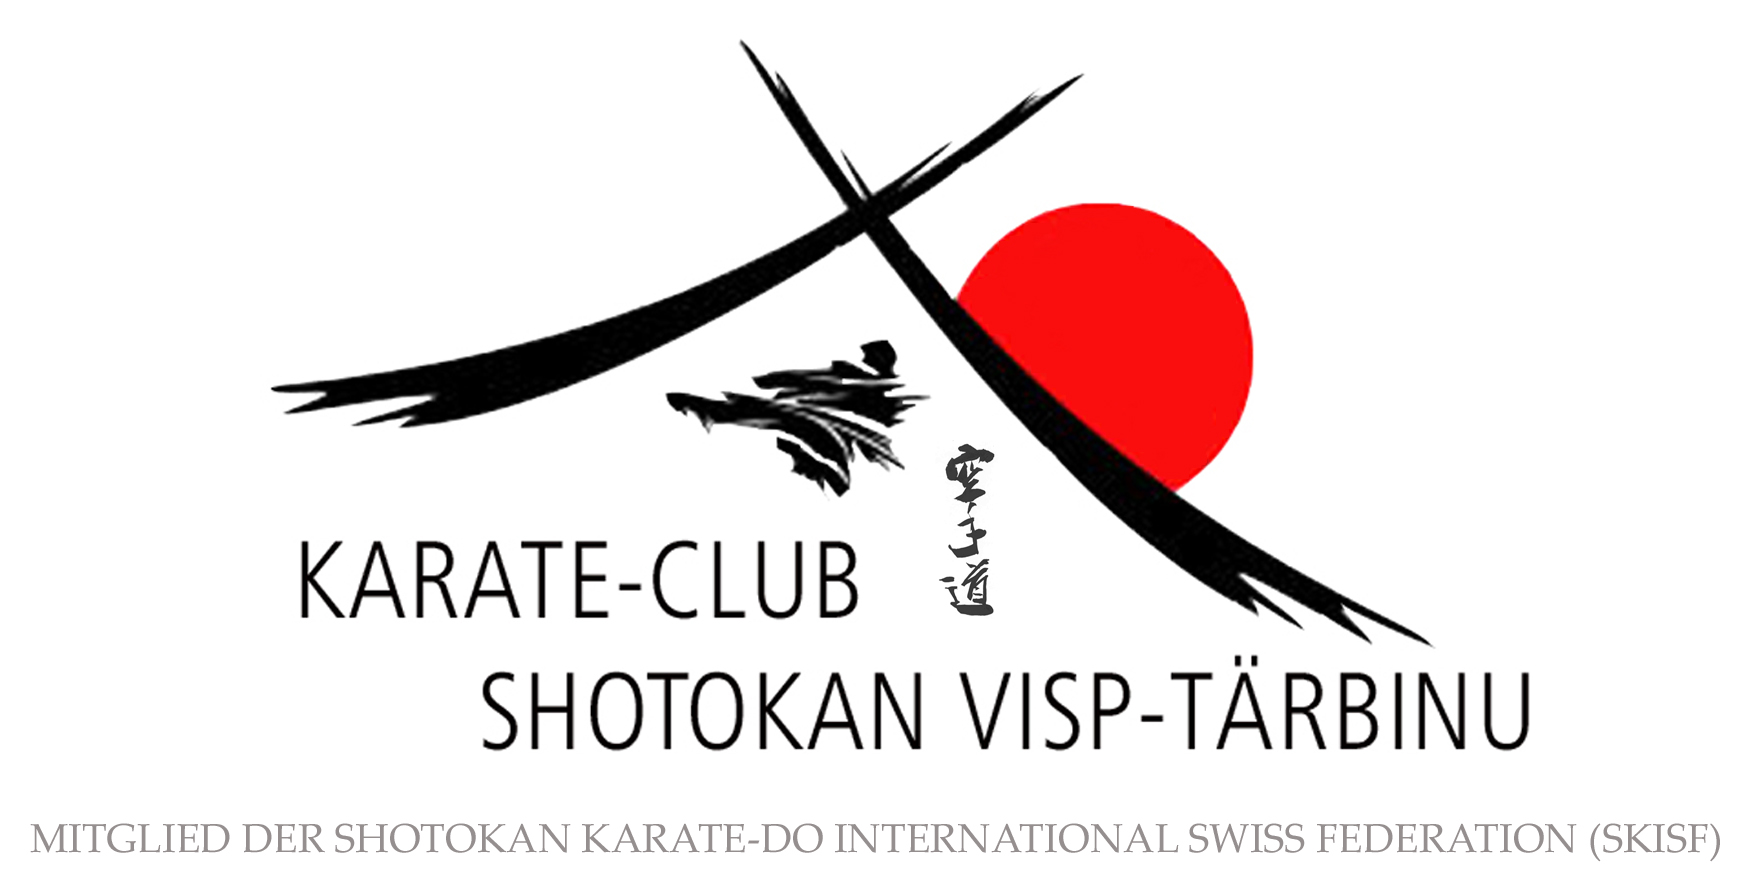 空手道
KARATE-CLUB
SHOTOKAN VISP-TÄRBINU
MITGLIED DER SHOTOKAN KARATE-DO INTERNATIONAL SWISS FEDERATION (SKISF)